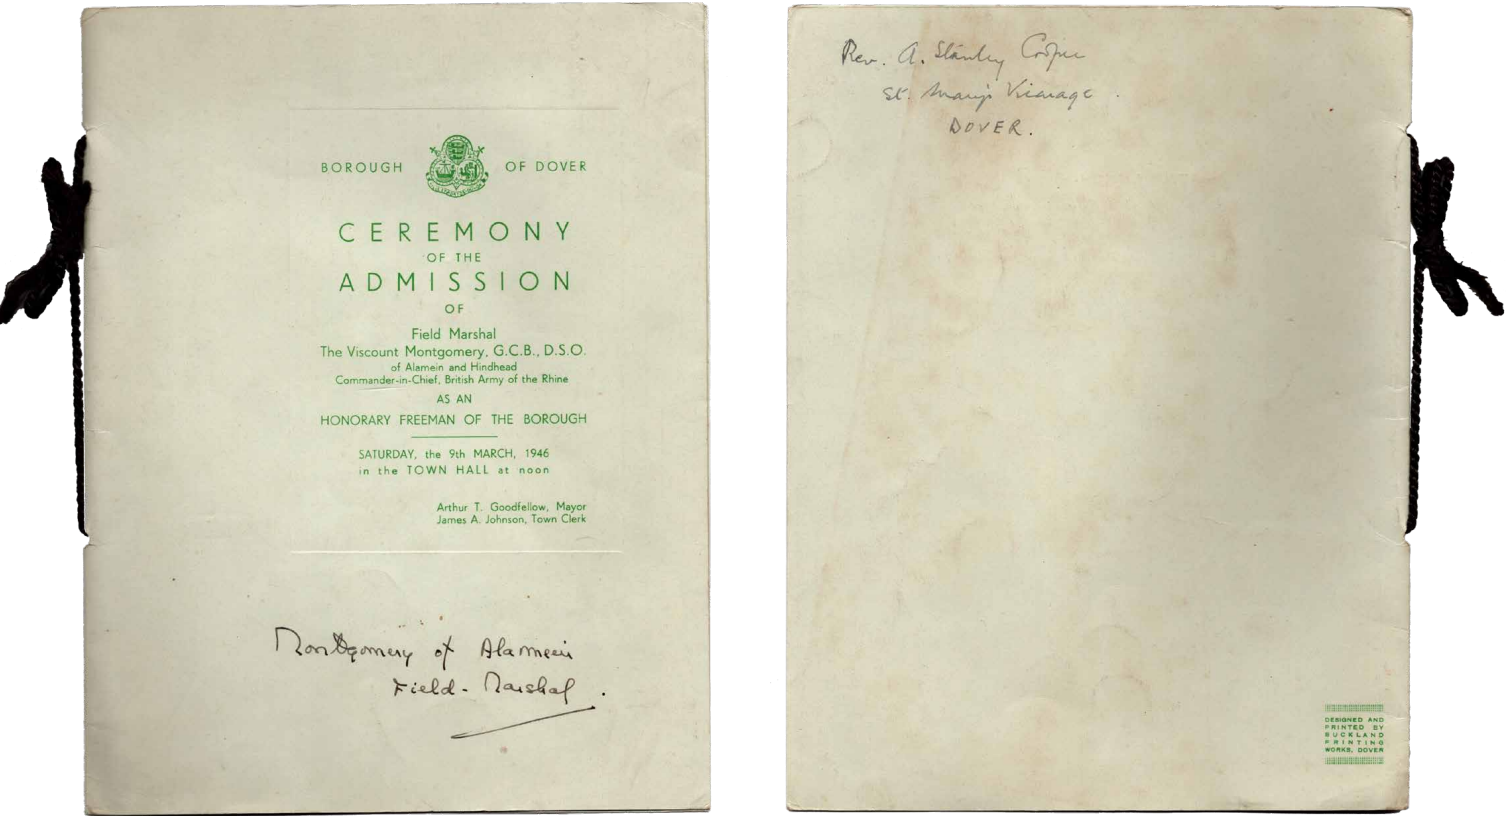 BOROUGH OF DOVER
CEREMONY
OF THE
ADMISSION
OF
Field Marshal
The Viscount Montgomery, G.C.B., D.S.O.
of Alamein and Hindhead
Commander-in-Chief, British Army of the Rhine
AS AN
HONORARY FREEMAN OF THE BOROUGH
SATURDAY, the 9th MARCH, 1946
in the TOWN HALL at noon
Arthur T. Goodfellow, Mayor
James A. Johnson, Town Clerk
Montgomery of Alamein
Field-Marshal.
Rev. A. Stanley Cooper
St. Mary's Vicarage.
DOVER.
DESIGNED AND
PRINTED BY
BUCKLAND
PRINTING
WORKS, DOVER